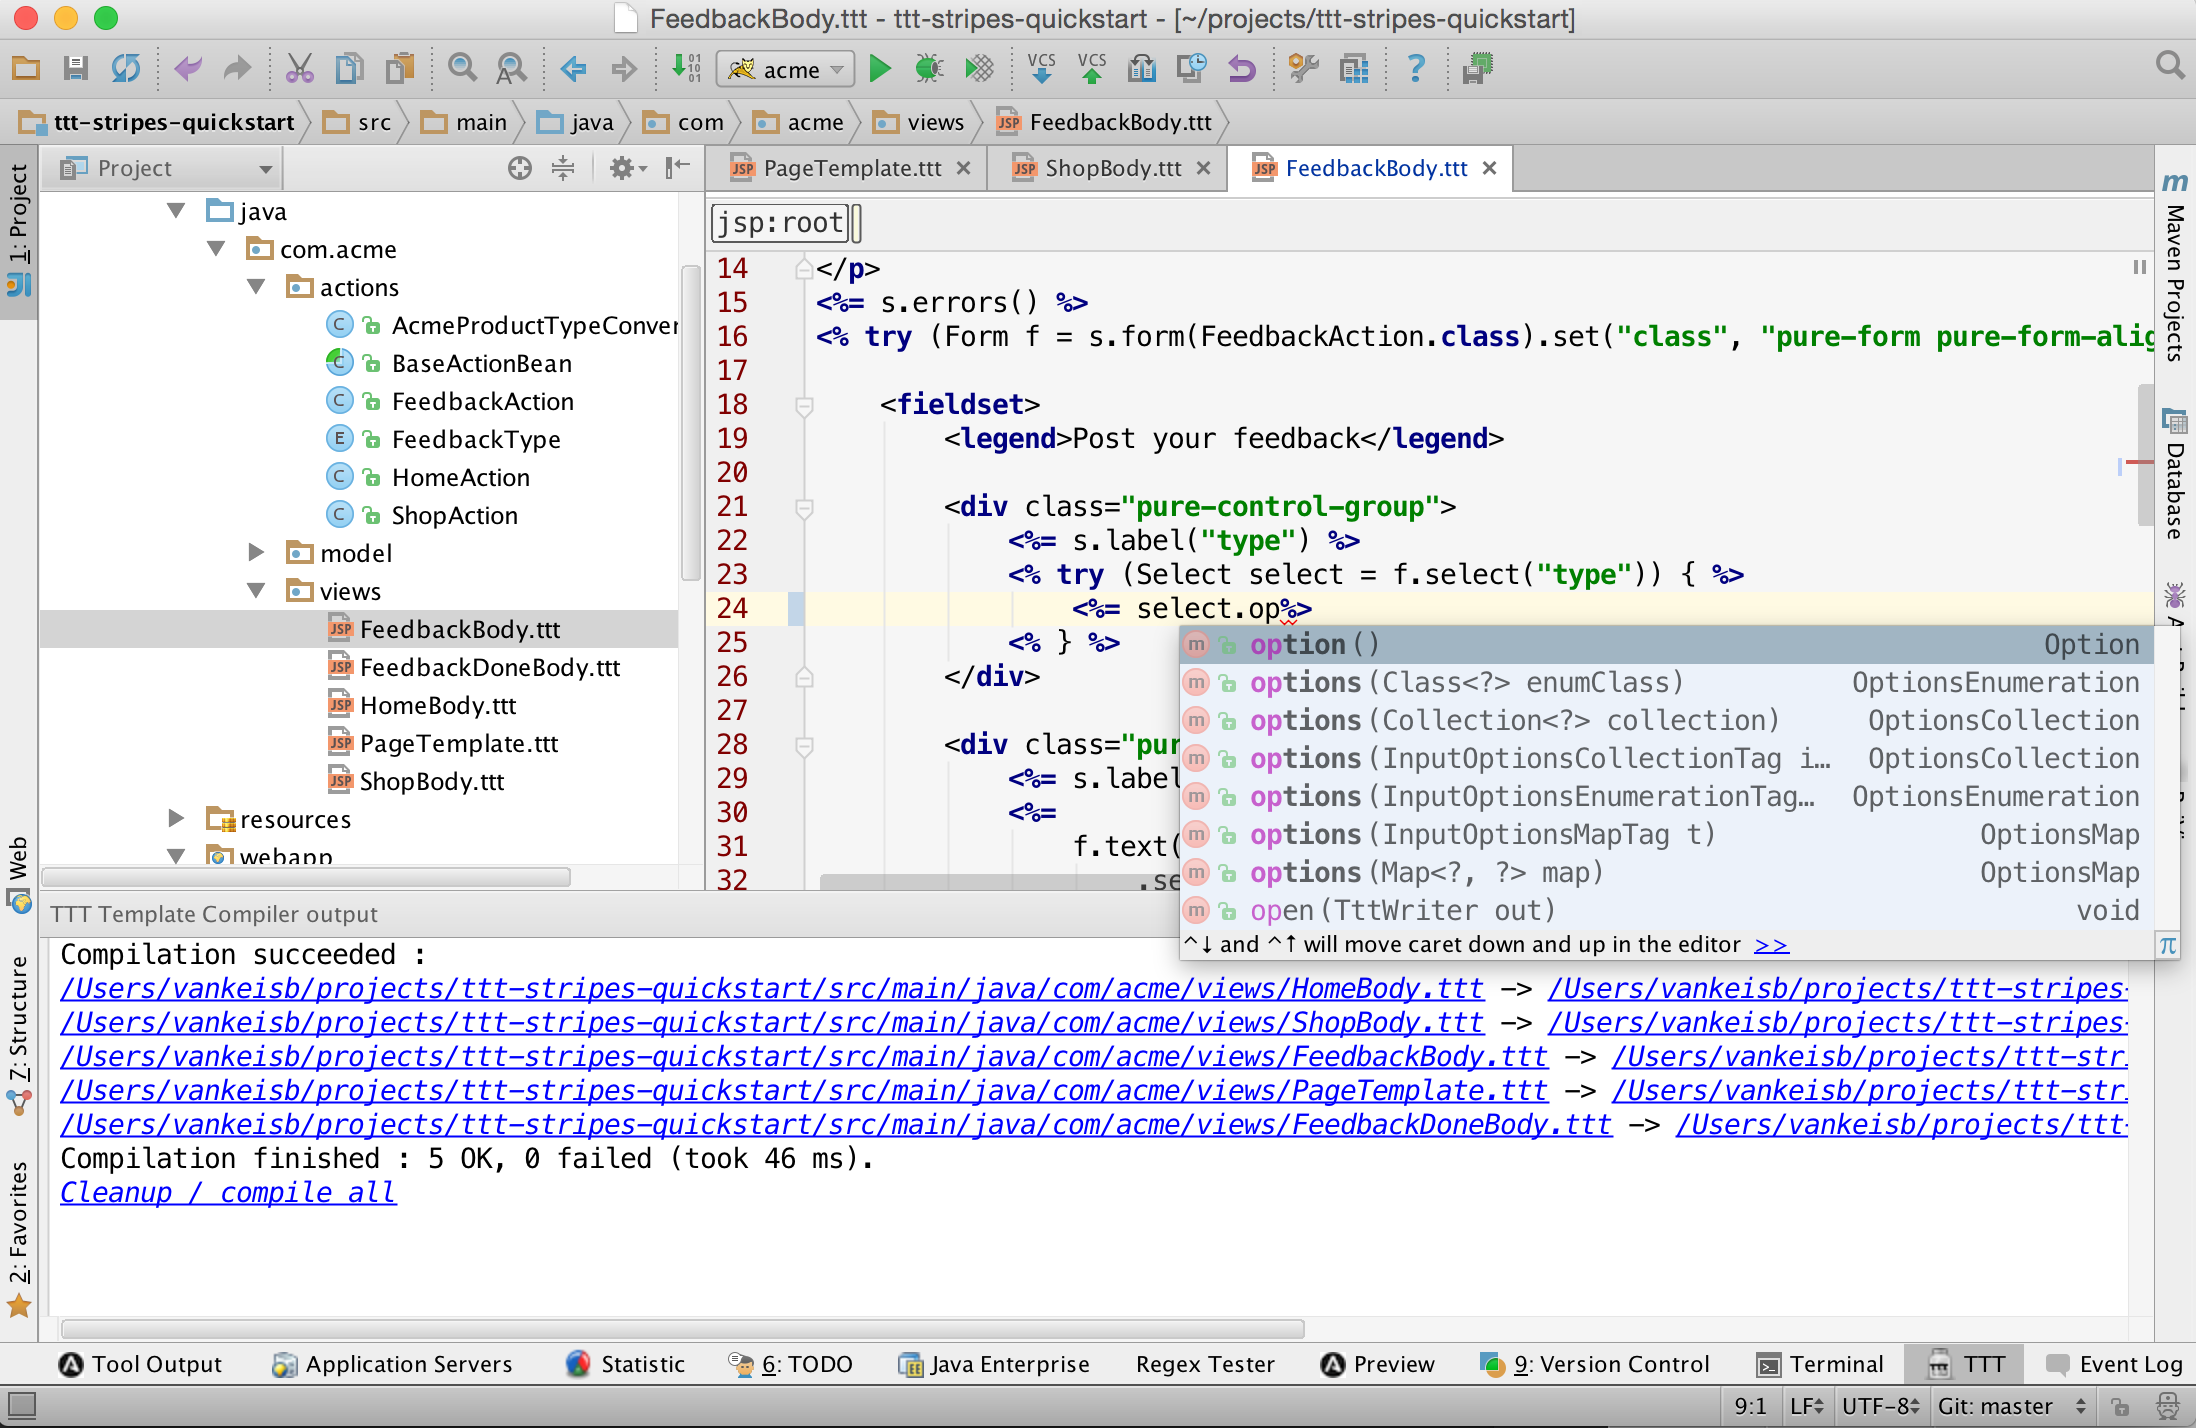 FeedbackBody.ttt - ttt-stripes-quickstart - [~/projects/ttt-stripes-quickstart]
acme
VCS VCS
ttt-stripes-quickstart src main java com acme views FeedbackBody.ttt
1: Project
Project
java
com.acme
actions
AcmeProductTypeConver
BaseActionBean
FeedbackAction
FeedbackType
HomeAction
ShopAction
model
views
FeedbackBody.ttt
FeedbackDoneBody.ttt
HomeBody.ttt
PageTemplate.ttt
ShopBody.ttt
resources
webapp
Web
PageTemplate.ttt ShopBody.ttt FeedbackBody.ttt
jsp:root
14 </p>
15 <%= s.errors() %>
16 <% try (Form f = s.form(FeedbackAction.class).set("class", "pure-form pure-form-alig
17
18 <fieldset>
19 <legend>Post your feedback</legend>
20
21 <div class="pure-control-group">
22 <%= s.label("type") %>
23 <% try (Select select = f.select("type")) { %>
24 <%= select.op%>
25 <% } %>
26 </div>
27
28 <div class="pur
29 <%= s.label
30 <%=
31 f.text(
32 .se
option() Option
options(Class<?> enumClass) OptionsEnumeration
options(Collection<?> collection) OptionsCollection
options(InputOptionsCollectionTag i… OptionsCollection
options(InputOptionsEnumerationTag… OptionsEnumeration
options(InputOptionsMapTag t) OptionsMap
options(Map<?, ?> map) OptionsMap
open(TttWriter out) void
^↓ and ^↑ will move caret down and up in the editor >>
Maven Projects
Database
TTT Template Compiler output
Compilation succeeded :
/Users/vankeisb/projects/ttt-stripes-quickstart/src/main/java/com/acme/views/HomeBody.ttt -> /Users/vankeisb/projects/ttt-stripes-
/Users/vankeisb/projects/ttt-stripes-quickstart/src/main/java/com/acme/views/ShopBody.ttt -> /Users/vankeisb/projects/ttt-stripes-
/Users/vankeisb/projects/ttt-stripes-quickstart/src/main/java/com/acme/views/FeedbackBody.ttt -> /Users/vankeisb/projects/ttt-stri
/Users/vankeisb/projects/ttt-stripes-quickstart/src/main/java/com/acme/views/PageTemplate.ttt -> /Users/vankeisb/projects/ttt-stri
/Users/vankeisb/projects/ttt-stripes-quickstart/src/main/java/com/acme/views/FeedbackDoneBody.ttt -> /Users/vankeisb/projects/ttt-
Compilation finished : 5 OK, 0 failed (took 46 ms).
Cleanup / compile all
Z: Structure
2: Favorites
Tool Output Application Servers Statistic 6: TODO Java Enterprise Regex Tester Preview 9: Version Control Terminal TTT Event Log
9:1 LF UTF-8 Git: master